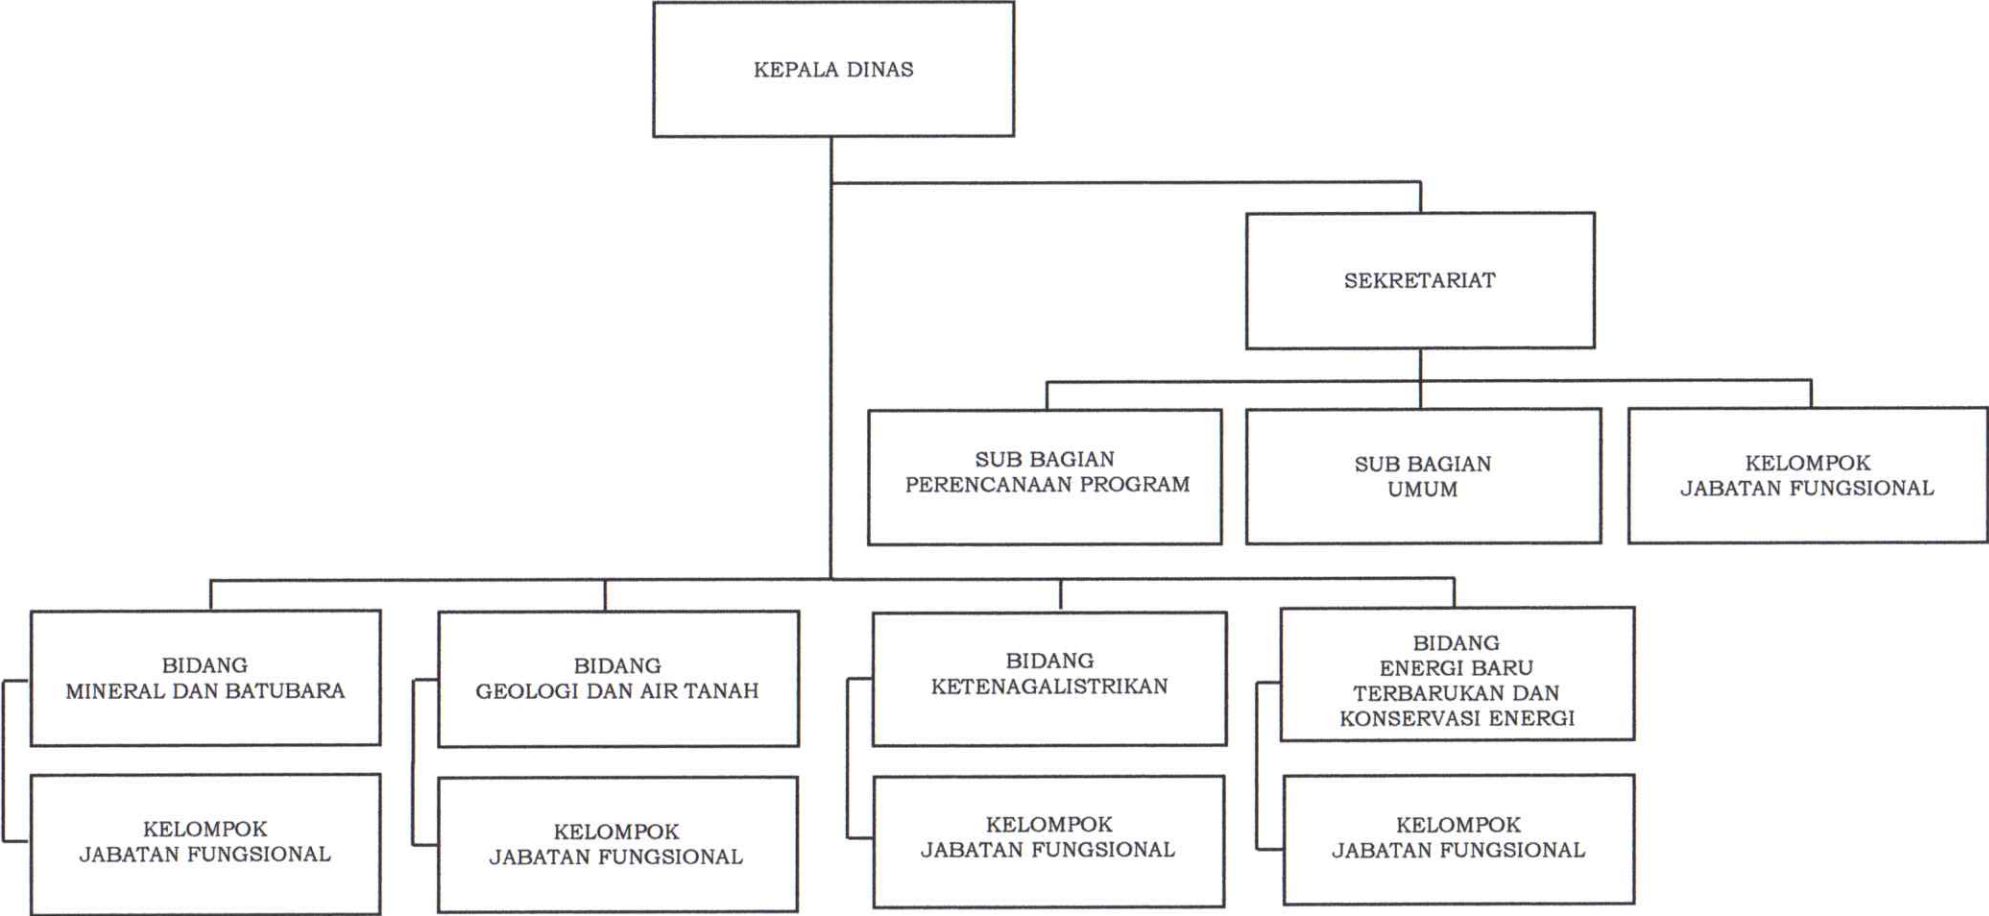 KEPALA DINAS
SEKRETARIAT
SUB BAGIAN
PERENCANAAN PROGRAM
SUB BAGIAN
UMUM
KELOMPOK
JABATAN FUNGSIONAL
BIDANG
MINERAL DAN BATUBARA
BIDANG
GEOLOGI DAN AIR TANAH
BIDANG
KETENAGALISTRIKAN
BIDANG
ENERGI BARU
TERBARUKAN DAN
KONSERVASI ENERGI
KELOMPOK
JABATAN FUNGSIONAL
KELOMPOK
JABATAN FUNGSIONAL
KELOMPOK
JABATAN FUNGSIONAL
KELOMPOK
JABATAN FUNGSIONAL